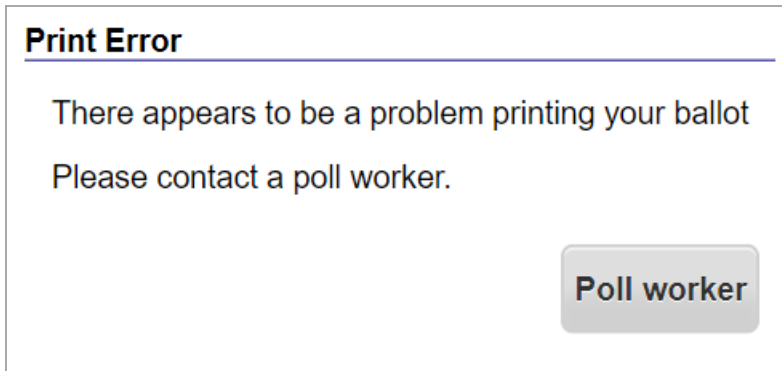 Print Error
There appears to be a problem printing your ballot
Please contact a poll worker.
Poll worker